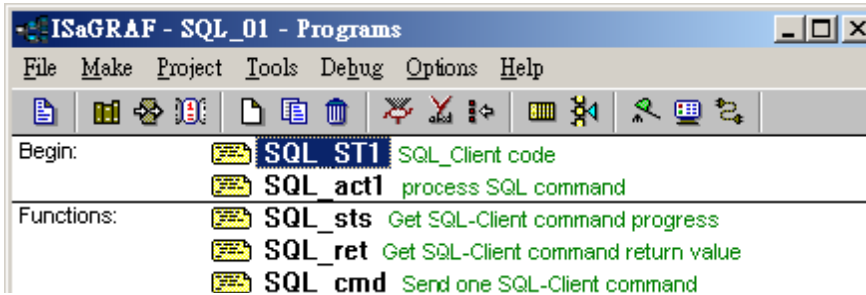 ISaGRAF - SQL_01 - Programs
File Make Project Tools Debug Options Help
Begin: SQL_ST1 SQL_Client code
SQL_act1 process SQL command
Functions: SQL_sts Get SQL-Client command progress
SQL_ret Get SQL-Client command return value
SQL_cmd Send one SQL-Client command